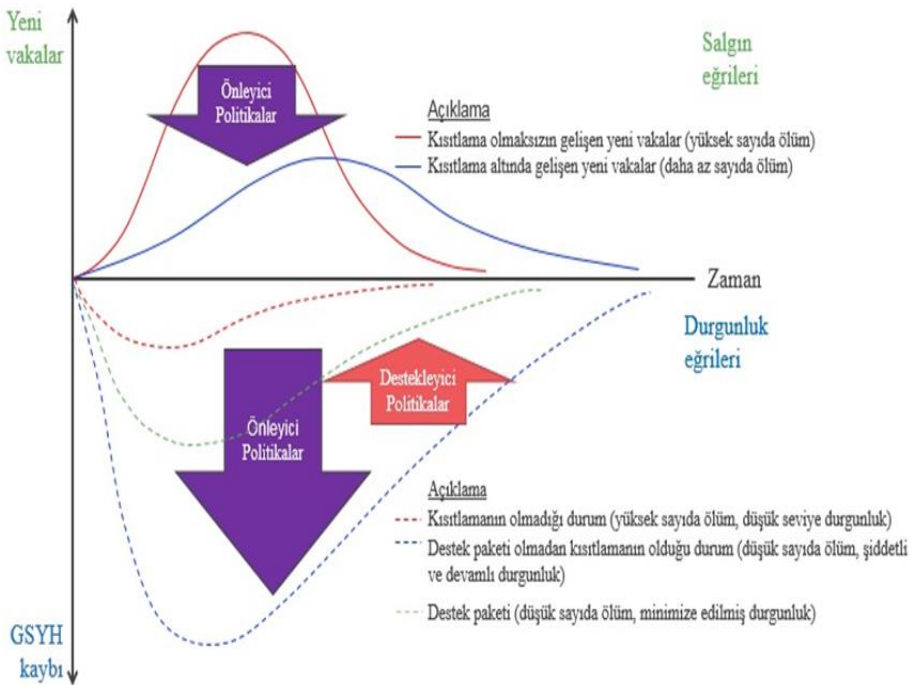 Yeni
vakalar
Salgın
eğrileri
Önleyici
Politikalar
Açıklama
Kısıtlama olmaksızın gelişen yeni vakalar (yüksek sayıda ölüm)
Kısıtlama altında gelişen yeni vakalar (daha az sayıda ölüm)
Zaman
Durgunluk
eğrileri
Destekleyici
Politikalar
Önleyici
Politikalar
Açıklama
Kısıtlamanın olmadığı durum (yüksek sayıda ölüm, düşük seviye durgunluk)
Destek paketi olmadan kısıtlamanın olduğu durum (düşük sayıda ölüm, şiddetli
ve devamlı durgunluk)
Destek paketi (düşük sayıda ölüm, minimize edilmiş durgunluk)
GSYH
kaybı